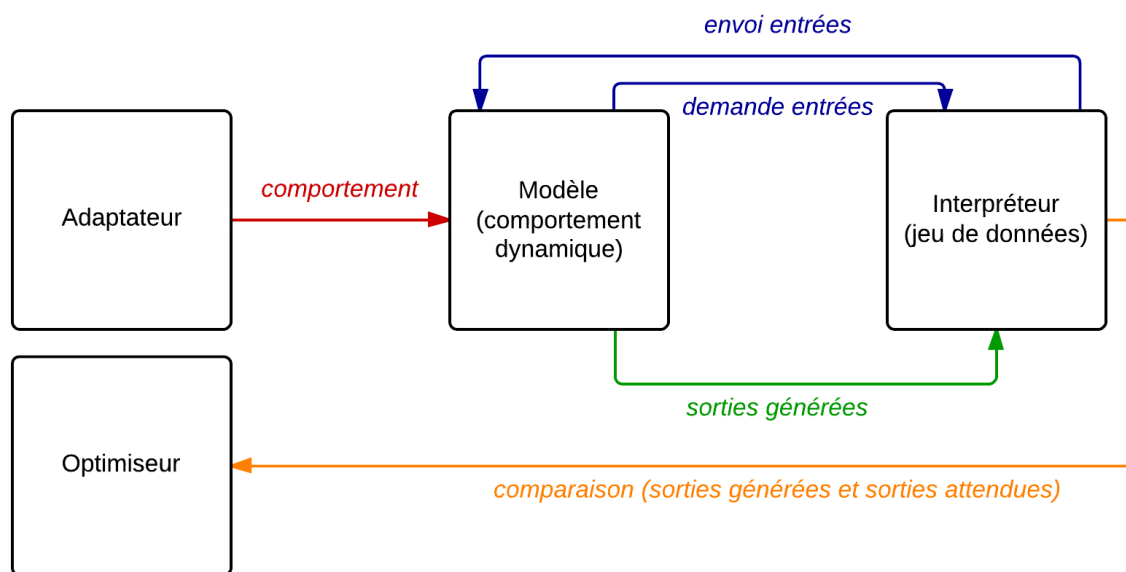 envoi entrées
demande entrées
comportement
Adaptateur
Modèle
(comportement
dynamique)
Interpréteur
(jeu de données)
sorties générées
Optimiseur
comparaison (sorties générées et sorties attendues)